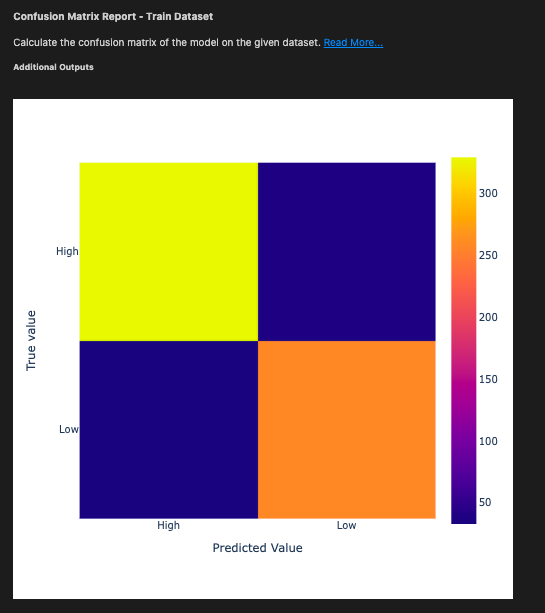 Confusion Matrix Report - Train Dataset
Calculate the confusion matrix of the model on the given dataset. Read More...
Additional Outputs
True value
High
Low
High Low
Predicted Value
300
250
200
150
100
50